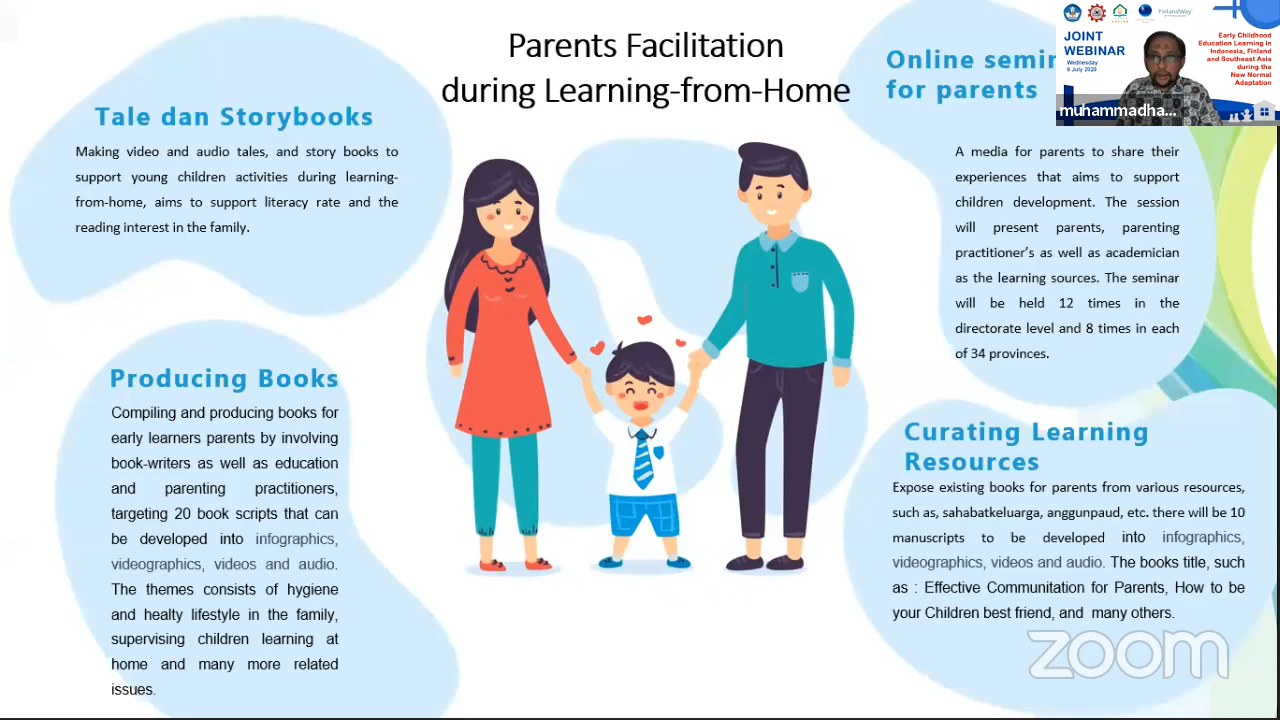 Parents Facilitation
during Learning-from-Home
Tale dan Storybooks
Making video and audio tales, and story books to
support young children activities during learning-
from-home, aims to support literacy rate and the
reading interest in the family.
Producing Books
Compiling and producing books for
early learners parents by involving
book-writers as well as education
and parenting practitioners,
targeting 20 book scripts that can
be developed into infographics,
videographics, videos and audio.
The themes consists of hygiene
and healty lifestyle in the family,
supervising children learning at
home and many more related
issues.
Online
for parents
A media for parents to share their
experiences that aims to support
children development. The session
will present parents, parenting
practitioner's as well as academician
as the learning sources. The seminar
will be held 12 times in the
directorate level and 8 times in each
of 34 provinces.
Curating Learning
Resources
Expose existing books for parents from various resources,
such as, sahabatkeluarga, anggunpaud, etc. there will be 10
manuscripts to be developed into infographics,
videographics, videos and audio. The books title, such
as : Effective Communitation for Parents, How to be
your Children best friend, and many others.
FinlandWay
JOINT
WEBINAR
Wednesday
8 July 2020
Early Childhood
Education Learning in
Indonesia, Finland
and Southeast Asia
during the
New Normal
Adaptation
muhammadha...
zoom